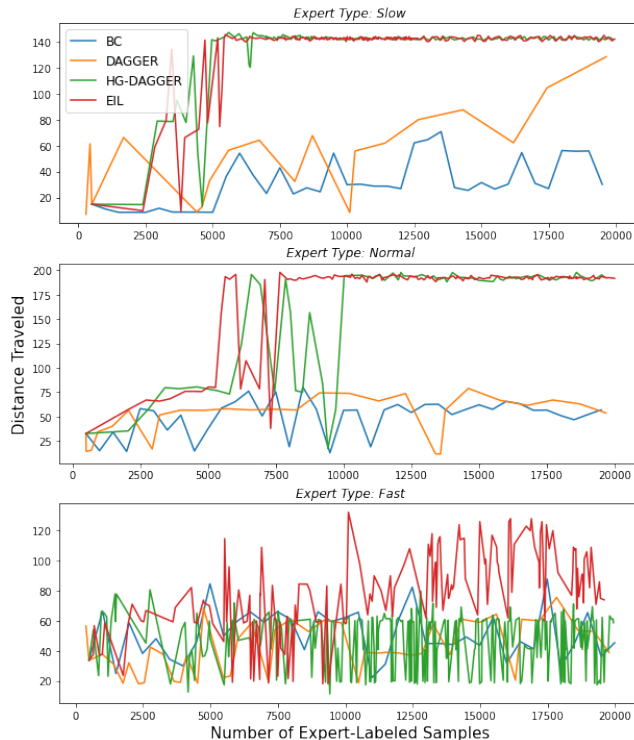 Expert Type: Slow
BC
DAGGER
HG-DAGGER
EIL
140
120
100
80
60
40
20
0 2500 5000 7500 10000 12500 15000 17500 20000
Expert Type: Normal
Distance Traveled
200
175
150
125
100
75
50
25
0 2500 5000 7500 10000 12500 15000 17500 20000
Expert Type: Fast
120
100
80
60
40
20
0 2500 5000 7500 10000 12500 15000 17500 20000
Number of Expert-Labeled Samples